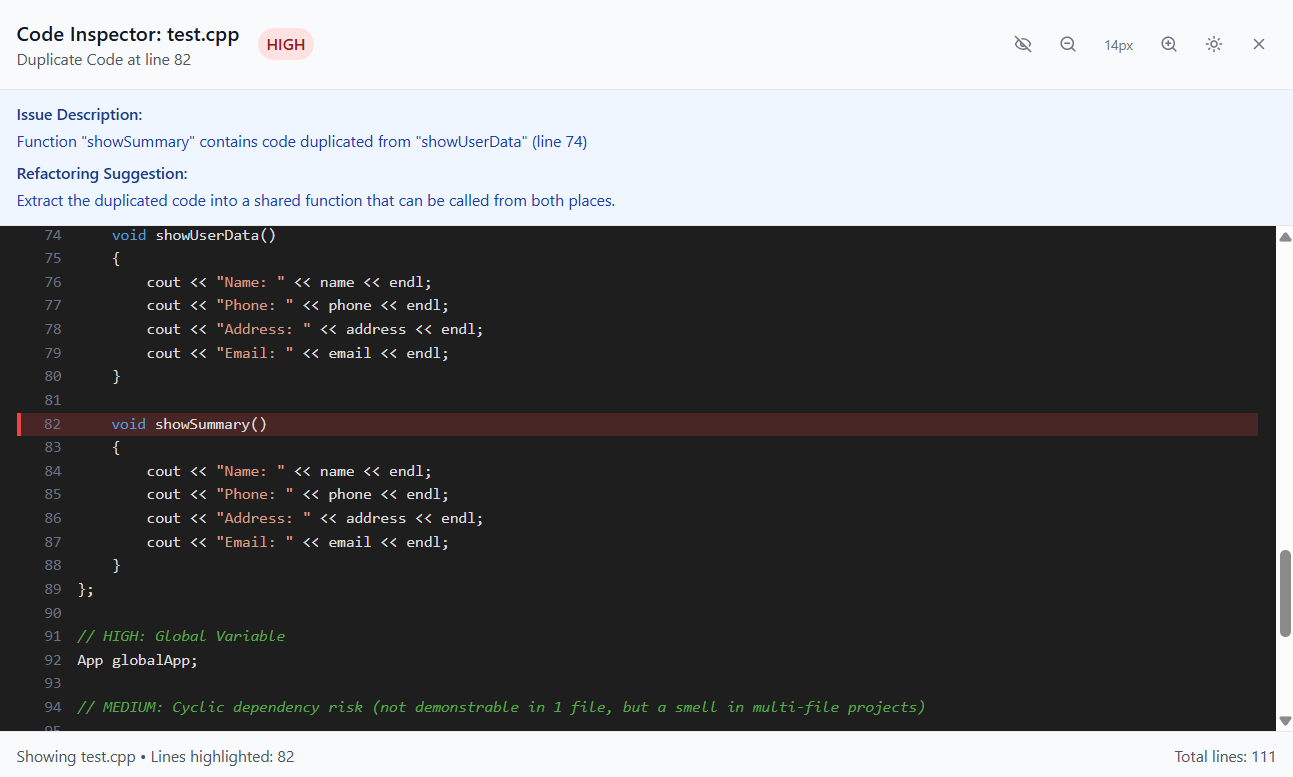 Code Inspector: test.cpp
HIGH
Duplicate Code at line 82
14px
Issue Description:
Function "showSummary" contains code duplicated from "showUserData" (line 74)
Refactoring Suggestion:
Extract the duplicated code into a shared function that can be called from both places.
74 void showUserData()
75 {
76 cout << "Name: " << name << endl;
77 cout << "Phone: " << phone << endl;
78 cout << "Address: " << address << endl;
79 cout << "Email: " << email << endl;
80 }
81
82 void showSummary()
83 {
84 cout << "Name: " << name << endl;
85 cout << "Phone: " << phone << endl;
86 cout << "Address: " << address << endl;
87 cout << "Email: " << email << endl;
88 }
89 };
90
91 // HIGH: Global Variable
92 App globalApp;
93
94 // MEDIUM: Cyclic dependency risk (not demonstrable in 1 file, but a smell in multi-file projects)
95
Showing test.cpp • Lines highlighted: 82
Total lines: 111